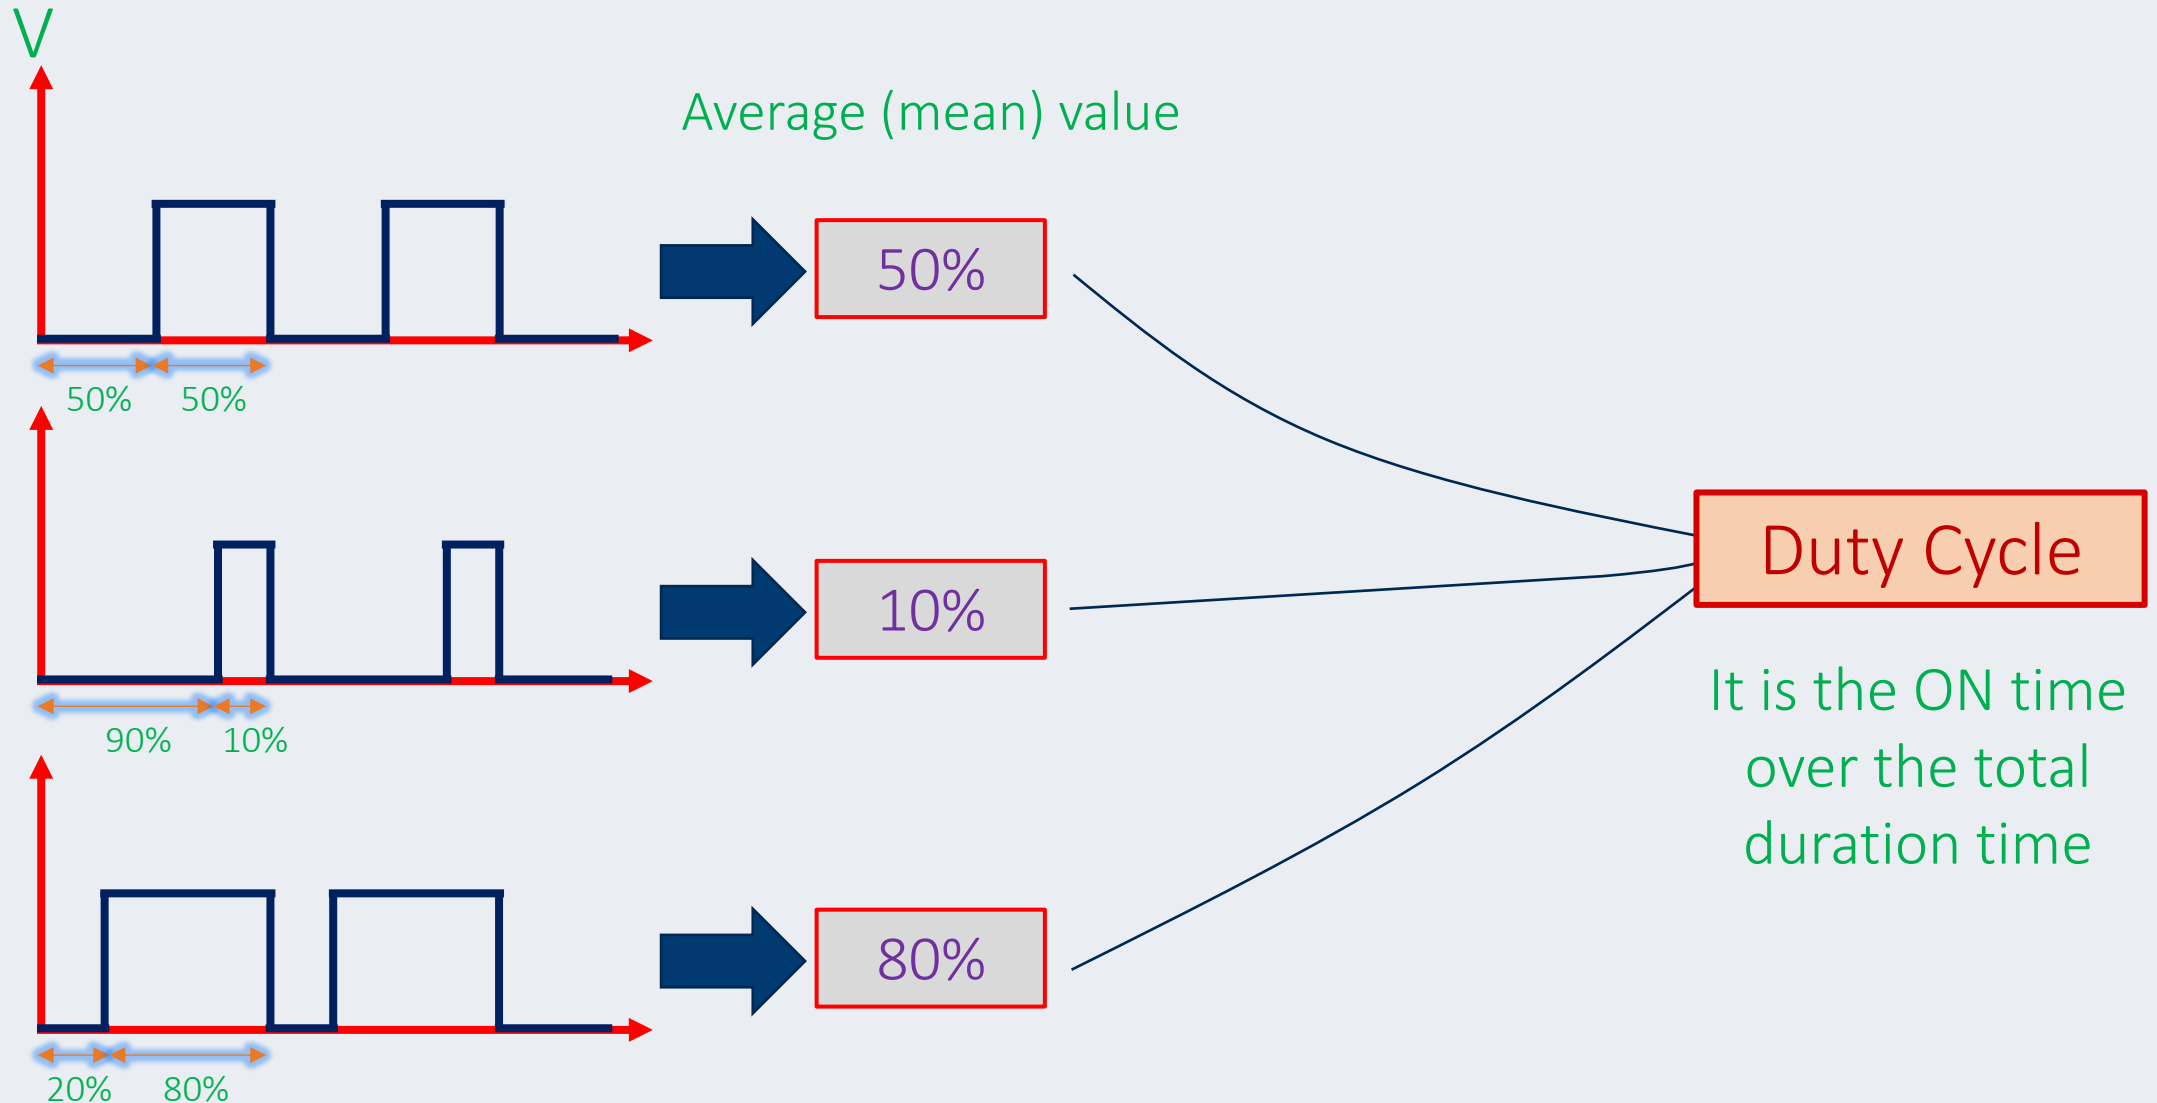 V
Average (mean) value
50%
50% 50%
10%
Duty Cycle
It is the ON time
over the total
duration time
90% 10%
80%
20% 80%